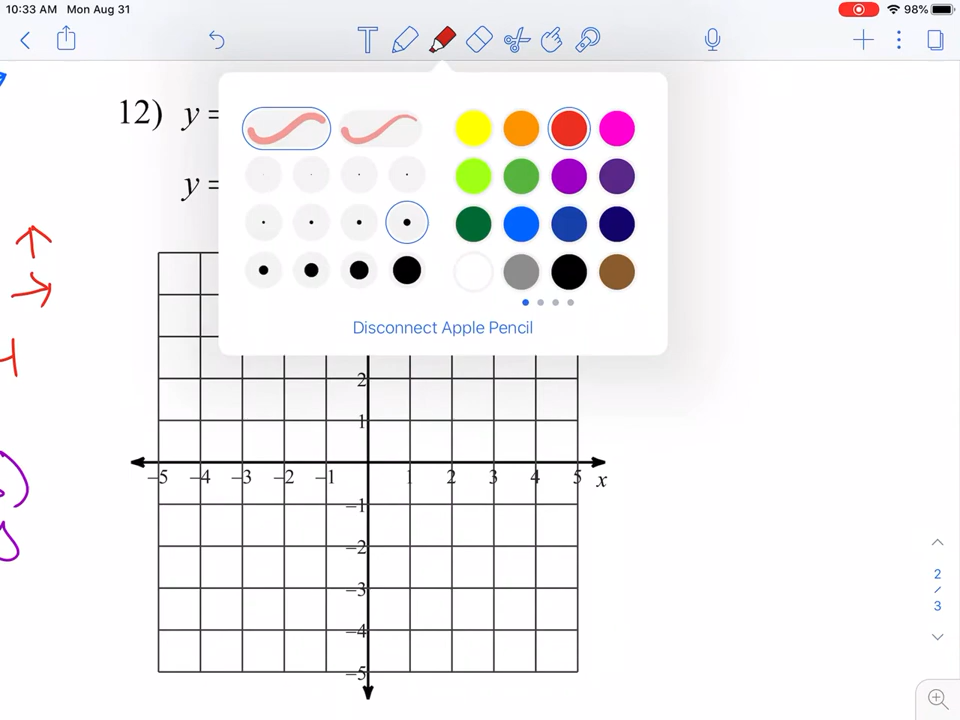 10:33 AM Mon Aug 31
98%
T
12) y =
y =
Disconnect Apple Pencil
2
1
-5 -4 -3 -2 -1 1 2 3 4 5 x
-1
-2
-3
-4
-5
2
/
3